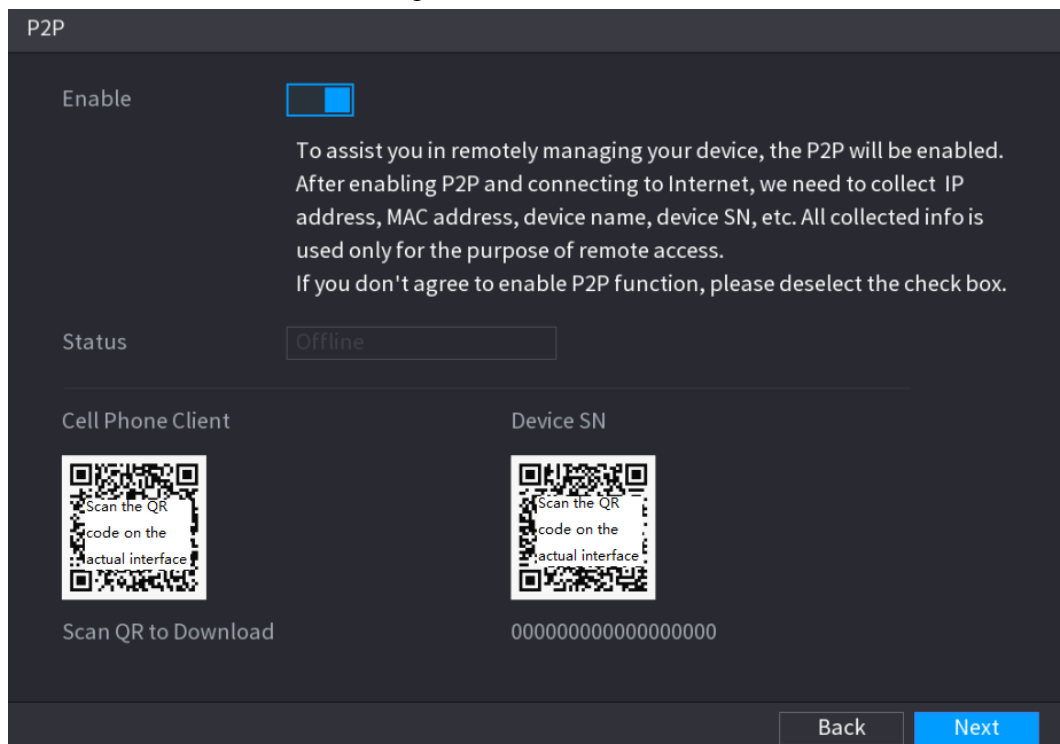 P2P
Enable
To assist you in remotely managing your device, the P2P will be enabled.
After enabling P2P and connecting to Internet, we need to collect IP
address, MAC address, device name, device SN, etc. All collected info is
used only for the purpose of remote access.
If you don't agree to enable P2P function, please deselect the check box.
Status
Offline
Cell Phone Client
Device SN
Scan the QR
code on the
actual interface
Scan the QR
code on the
actual interface
Scan QR to Download
000000000000000000
Back
Next